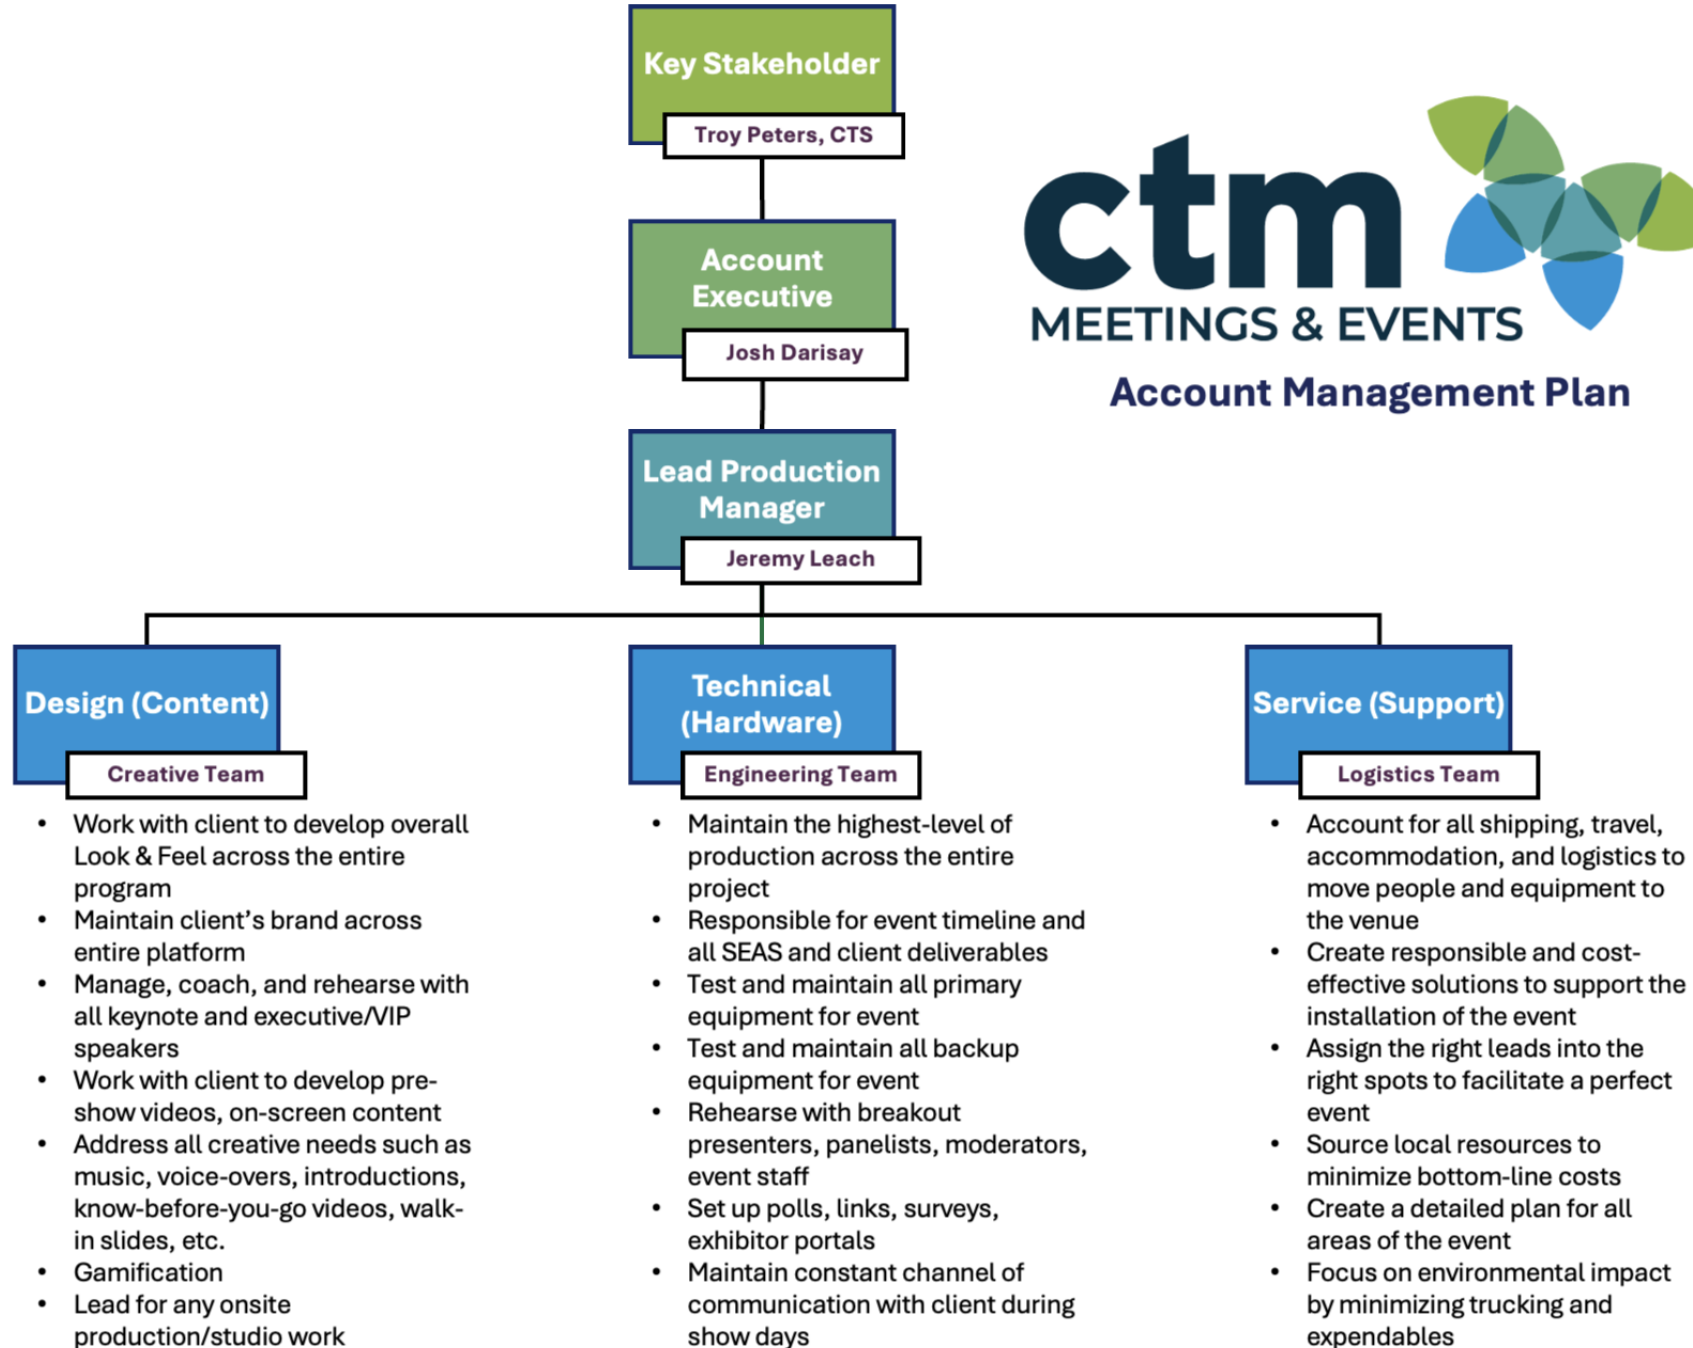 Key Stakeholder
Troy Peters, CTS
ctm
MEETINGS & EVENTS
Account Management Plan
Account
Executive
Josh Darisay
Lead Production
Manager
Jeremy Leach
Design (Content)
Creative Team
• Work with client to develop overall
Look & Feel across the entire
program
• Maintain client’s brand across
entire platform
• Manage, coach, and rehearse with
all keynote and executive/VIP
speakers
• Work with client to develop pre-
show videos, on-screen content
• Address all creative needs such as
music, voice-overs, introductions,
know-before-you-go videos, walk-
in slides, etc.
• Gamification
• Lead for any onsite
production/studio work
Technical
(Hardware)
Engineering Team
• Maintain the highest-level of
production across the entire
project
• Responsible for event timeline and
all SEAS and client deliverables
• Test and maintain all primary
equipment for event
• Test and maintain all backup
equipment for event
• Rehearse with breakout
presenters, panelists, moderators,
event staff
• Set up polls, links, surveys,
exhibitor portals
• Maintain constant channel of
communication with client during
show days
Service (Support)
Logistics Team
• Account for all shipping, travel,
accommodation, and logistics to
move people and equipment to
the venue
• Create responsible and cost-
effective solutions to support the
installation of the event
• Assign the right leads into the
right spots to facilitate a perfect
event
• Source local resources to
minimize bottom-line costs
• Create a detailed plan for all
areas of the event
• Focus on environmental impact
by minimizing trucking and
expendables